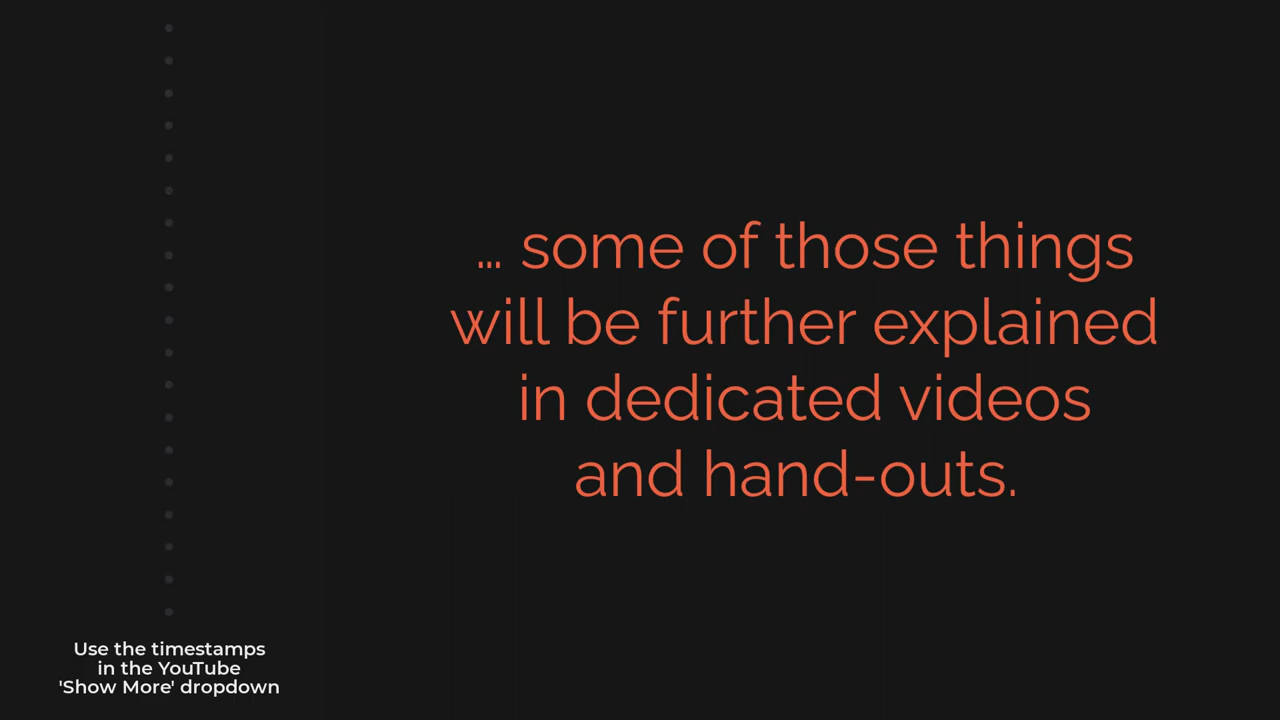 ... some of those things
will be further explained
in dedicated videos
and hand-outs.
Use the timestamps
in the YouTube
'Show More' dropdown